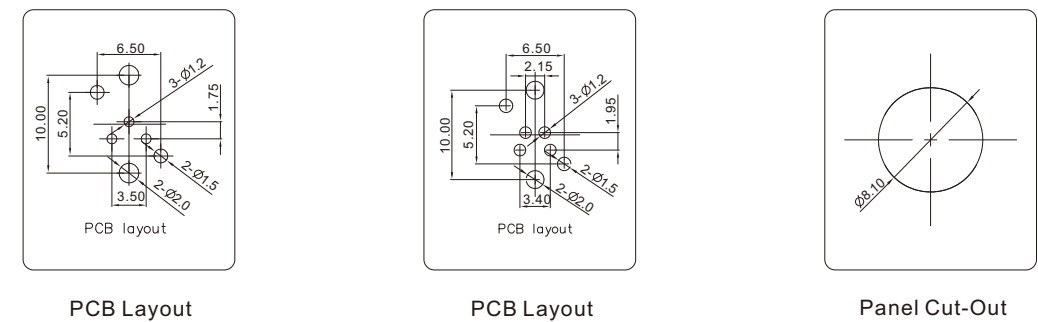 6.50
3-Ø1.2
1.75
10.00
5.20
2-Ø1.5
2-Ø2.0
3.50
PCB layout
PCB Layout
6.50
2.15
3-Ø1.2
1.95
10.00
5.20
2-Ø1.5
2-Ø2.0
3.40
PCB layout
PCB Layout
Ø8.10
Panel Cut-Out